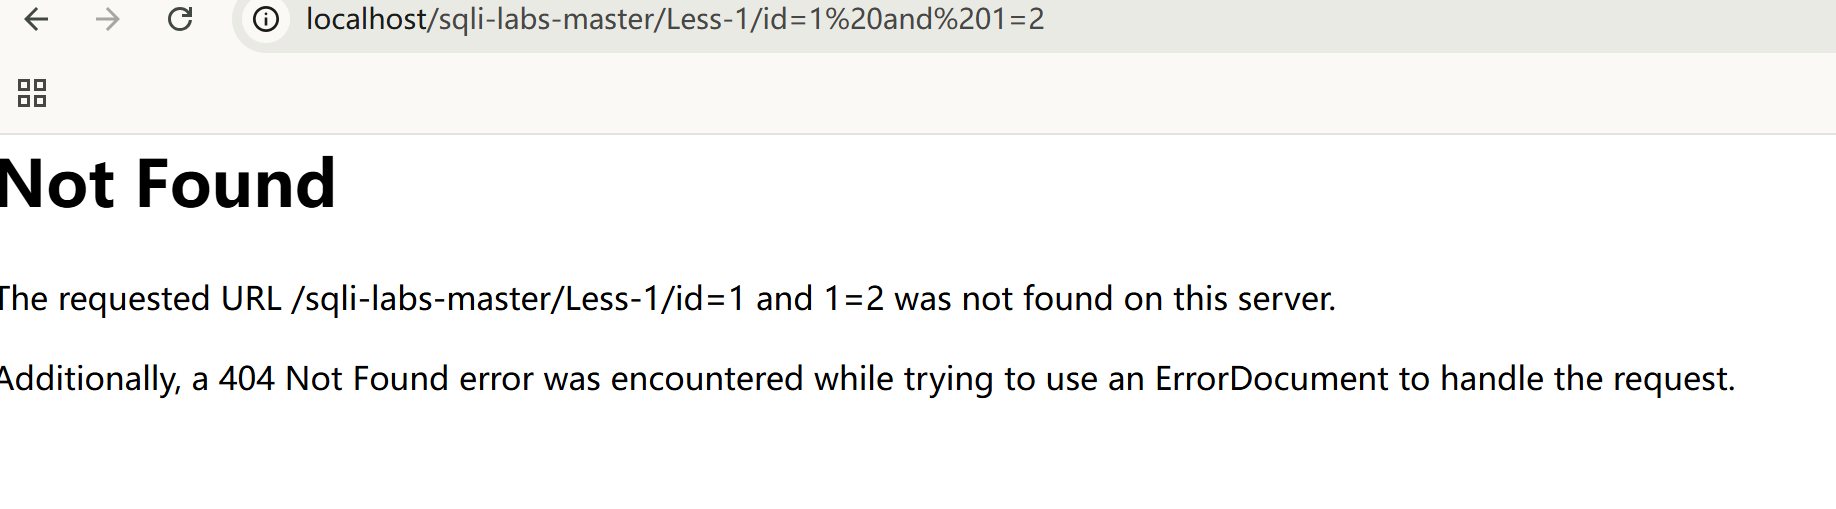 localhost/sqli-labs-master/Less-1/id=1%20and%201=2
Not Found
The requested URL /sqli-labs-master/Less-1/id=1 and 1=2 was not found on this server.
Additionally, a 404 Not Found error was encountered while trying to use an ErrorDocument to handle the request.